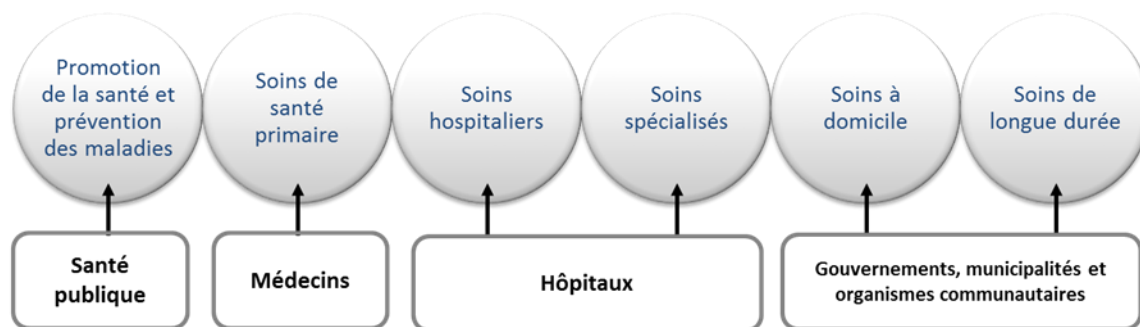 Promotion
de la santé et
prévention
des maladies
Soins de
santé
primaire
Soins
hospitaliers
Soins
spécialisés
Soins à
domicile
Soins de
longue durée
Santé
publique
Médecins
Hôpitaux
Gouvernements, municipalités et
organismes communautaires